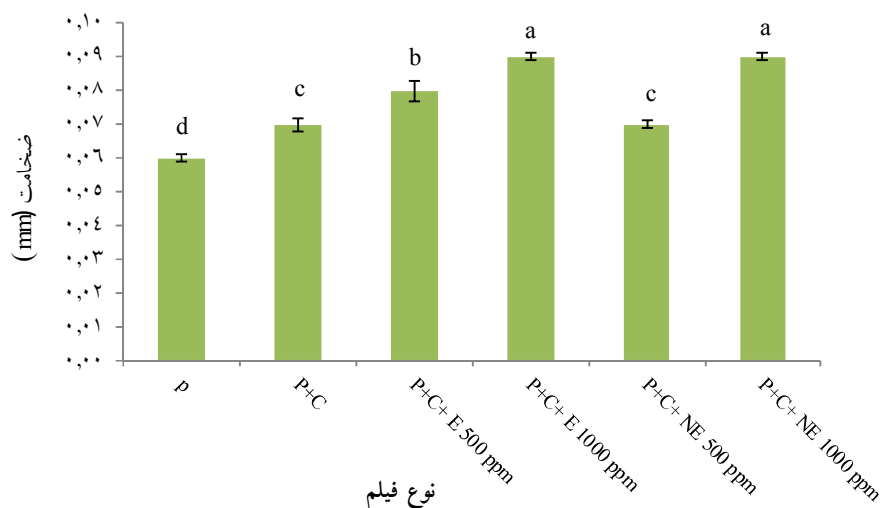 ٠,١٠
٠,٠٩
٠,٠٨
٠,٠٧
٠,٠٦
٠,٠٥
٠,٠٤
٠,٠٣
٠,٠٢
٠,٠١
٠,٠٠
ضخامت (mm)
d
c
b
a
c
a
p
P+C
P+C+ E 500 ppm
P+C+ E 1000 ppm
P+C+ NE 500 ppm
P+C+ NE 1000 ppm
نوع فیلم